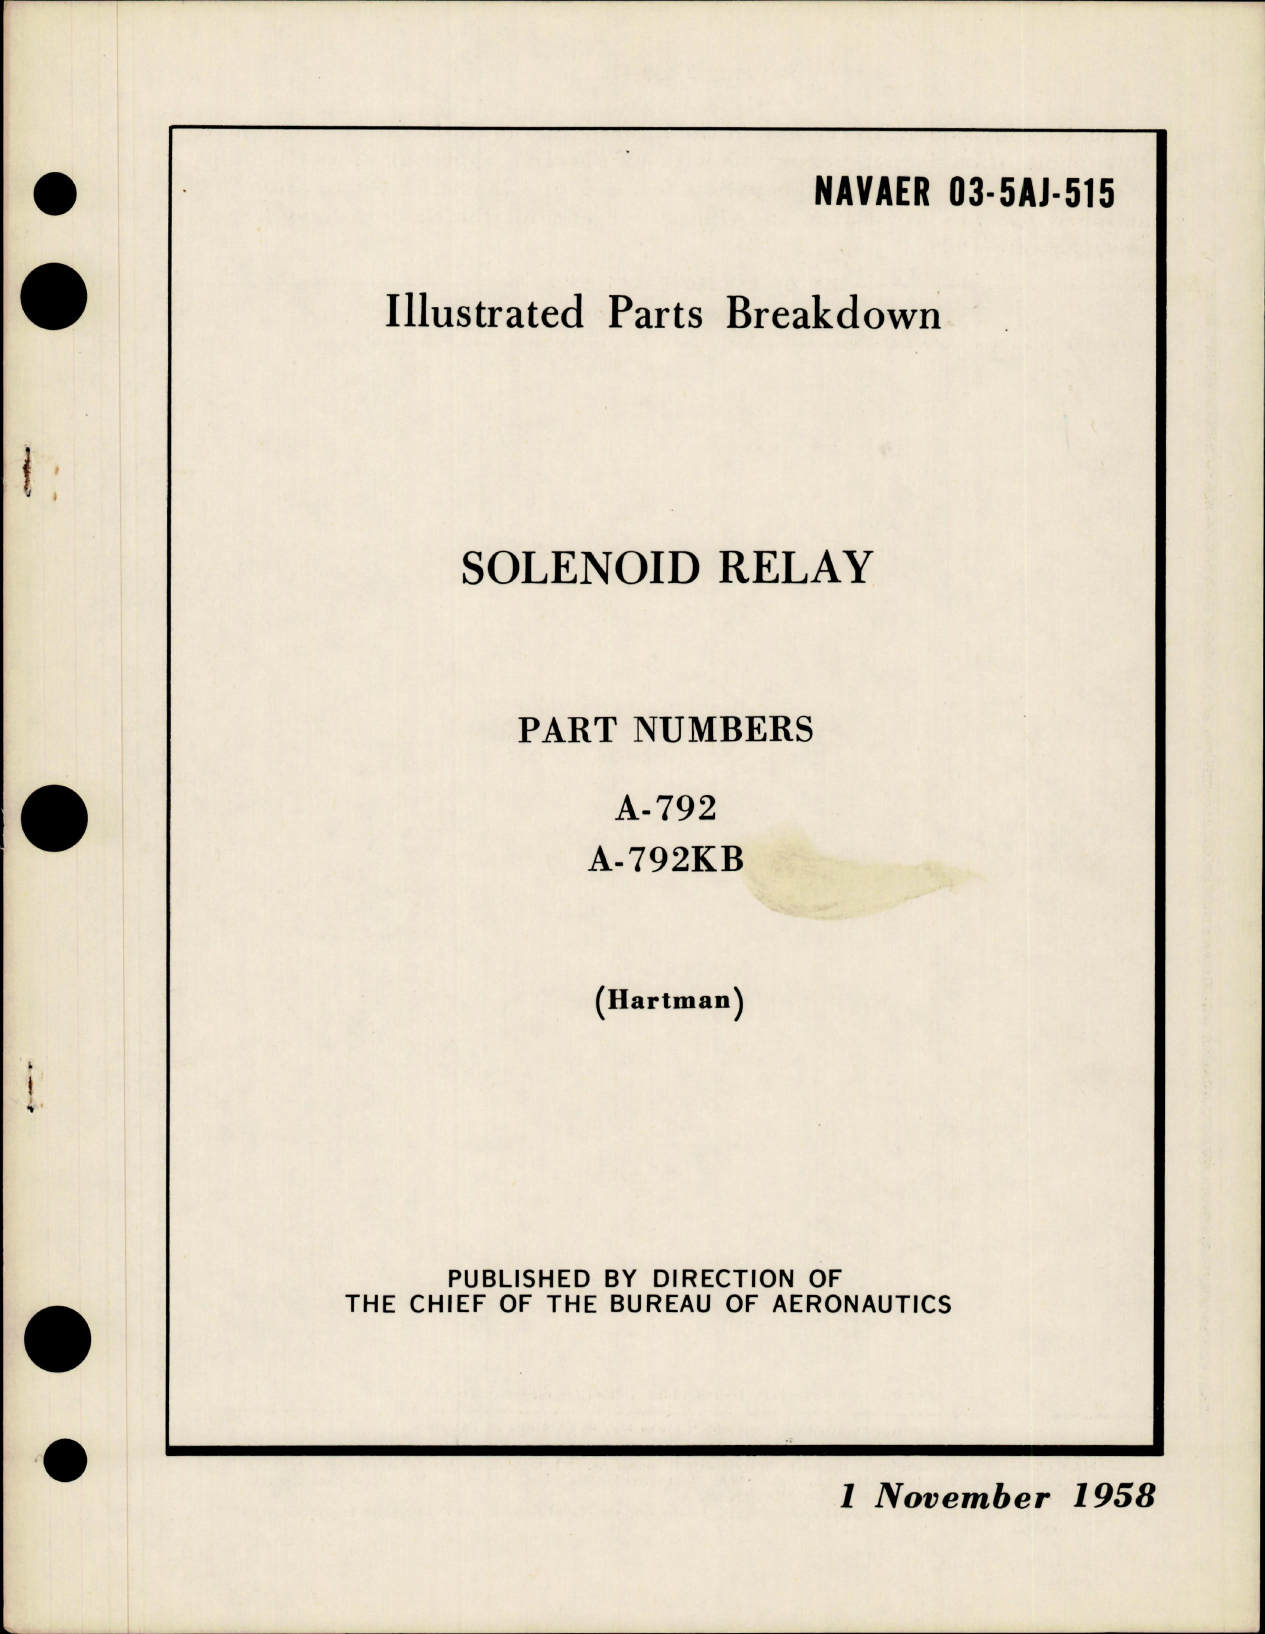 NAVAER 03-5AJ-515
Illustrated Parts Breakdown
SOLENOID RELAY
PART NUMBERS
A-792
A-792KB
(Hartman)
PUBLISHED BY DIRECTION OF
THE CHIEF OF THE BUREAU OF AERONAUTICS
1 November 1958